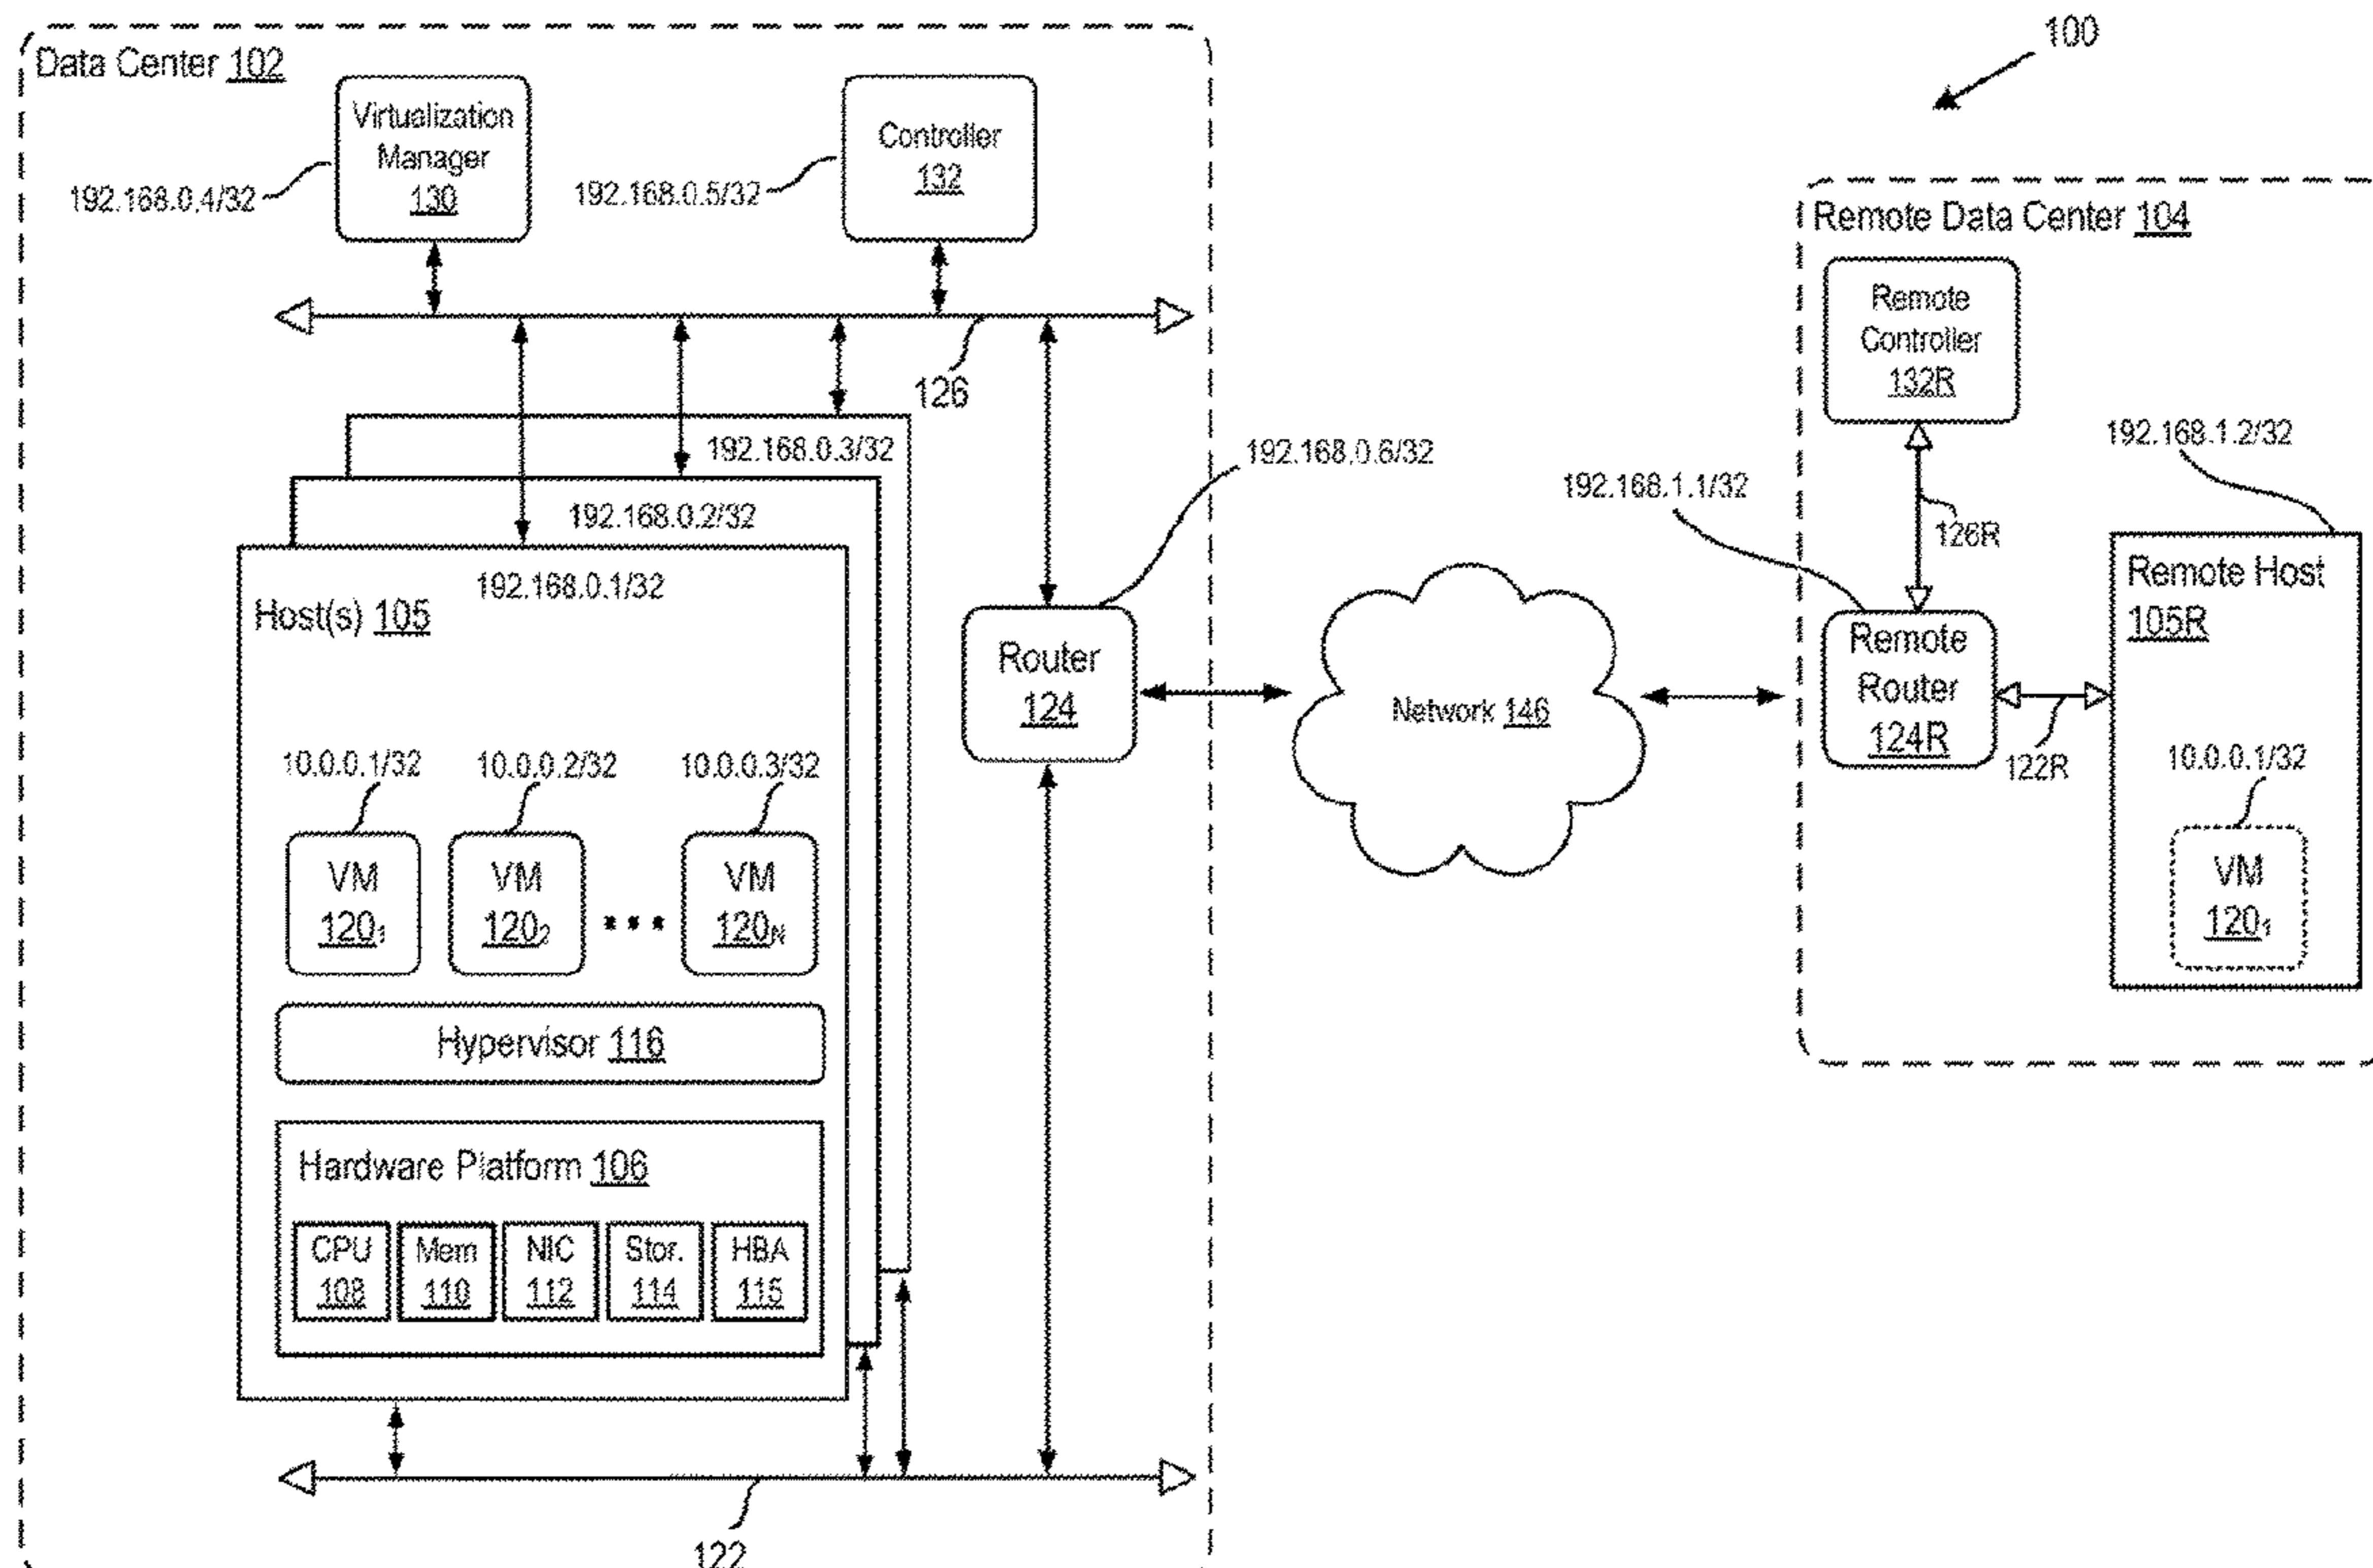 100
Data Center 102
Virtualization
Manager
130
192.168.0.4/32
Controller
132
192.168.0.5/32
126
192.168.0.3/32
192.168.0.2/32
192.168.0.1/32
Host(s) 105
10.0.0.1/32
10.0.0.2/32
10.0.0.3/32
VM
120₁
VM
120₂
VM
120N
Hypervisor 116
Hardware Platform 106
CPU
108
Mem
110
NIC
112
Stor.
114
HBA
115
122
192.168.0.6/32
Router
124
Network 146
Remote Data Center 104
Remote
Controller
132R
126R
192.168.1.1/32
192.168.1.2/32
Remote
Router
124R
122R
Remote Host
105R
10.0.0.1/32
VM
120₁